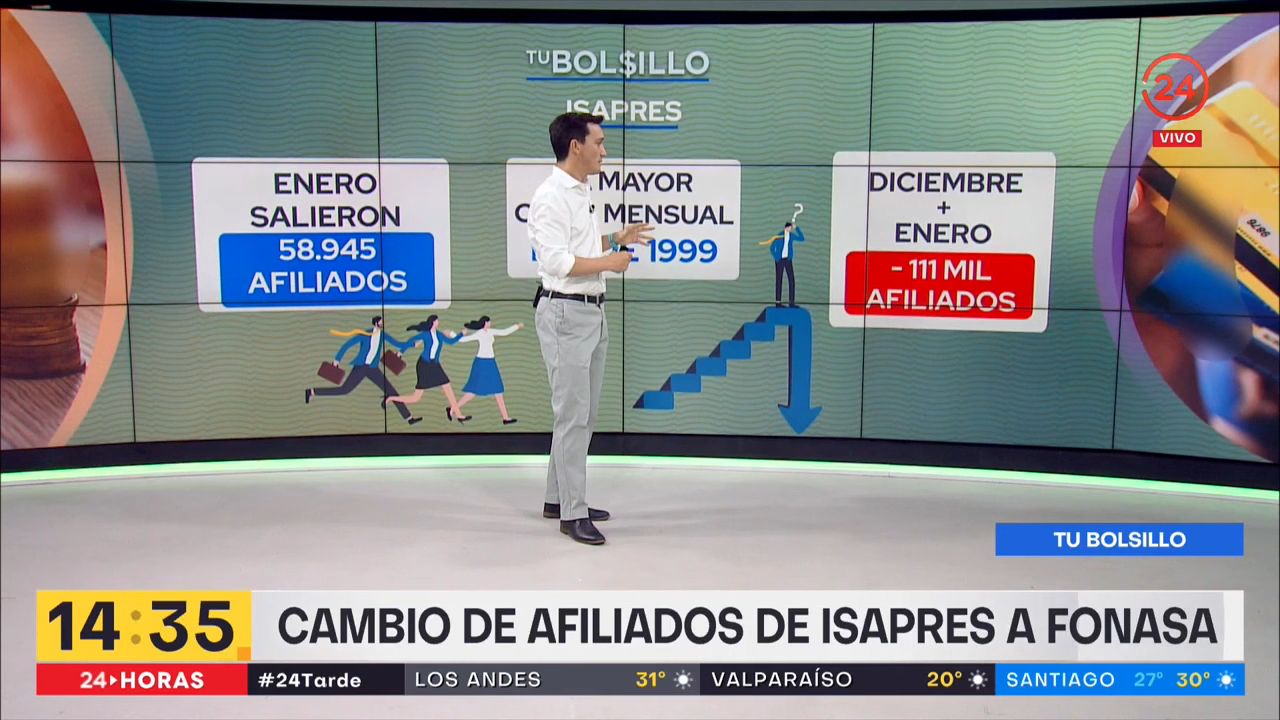 TU BOL$ILLO
ISAPRES
24
VIVO
ENERO
SALIERON
58.945
AFILIADOS
MAYOR
MENSUAL
1999
DICIEMBRE
+
ENERO
- 111 MIL
AFILIADOS
TU BOLSILLO
14:35
CAMBIO DE AFILIADOS DE ISAPRES A FONASA
24 HORAS
#24Tarde
LOS ANDES 31°
VALPARAÍSO 20°
SANTIAGO 27° 30°